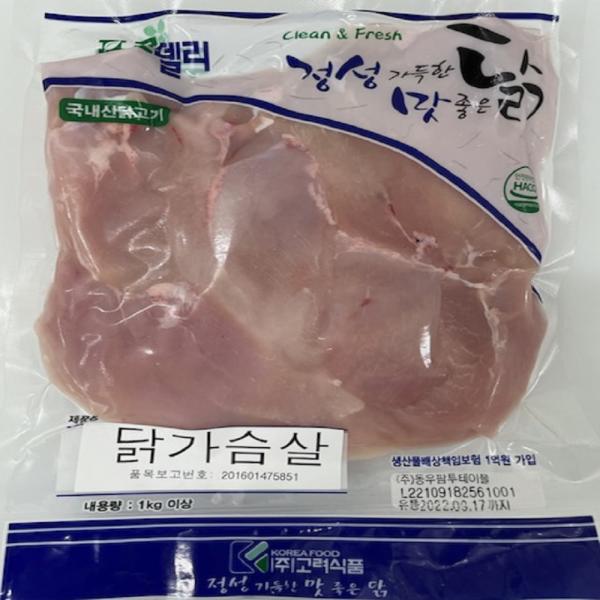 델리
Clean & Fresh
정성 가득한
맛 좋은 닭
국내산닭고기
HACC
닭가슴살
품목보고번호: 201601475851
내용량 : 1kg 이상
생산물배상책임보험 1억원 가입
(주)동우팜투테이블
L22109182561001
유통2022.09.17까지
KOREA FOOD
(주)고려식품
정성 가득한 맛 좋은 닭